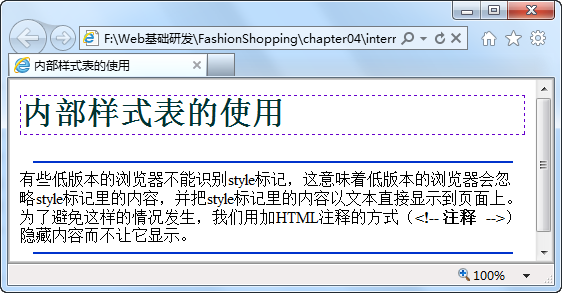 F:\Web基础研发\FashionShopping\chapter04\interr
内部样式表的使用
内部样式表的使用
有些低版本的浏览器不能识别style标记，这意味着低版本的浏览器会忽
略style标记里的内容，并把style标记里的内容以文本直接显示到页面上。
为了避免这样的情况发生，我们用加HTML注释的方式（<!-- 注释 -->）
隐藏内容而不让它显示。
100%